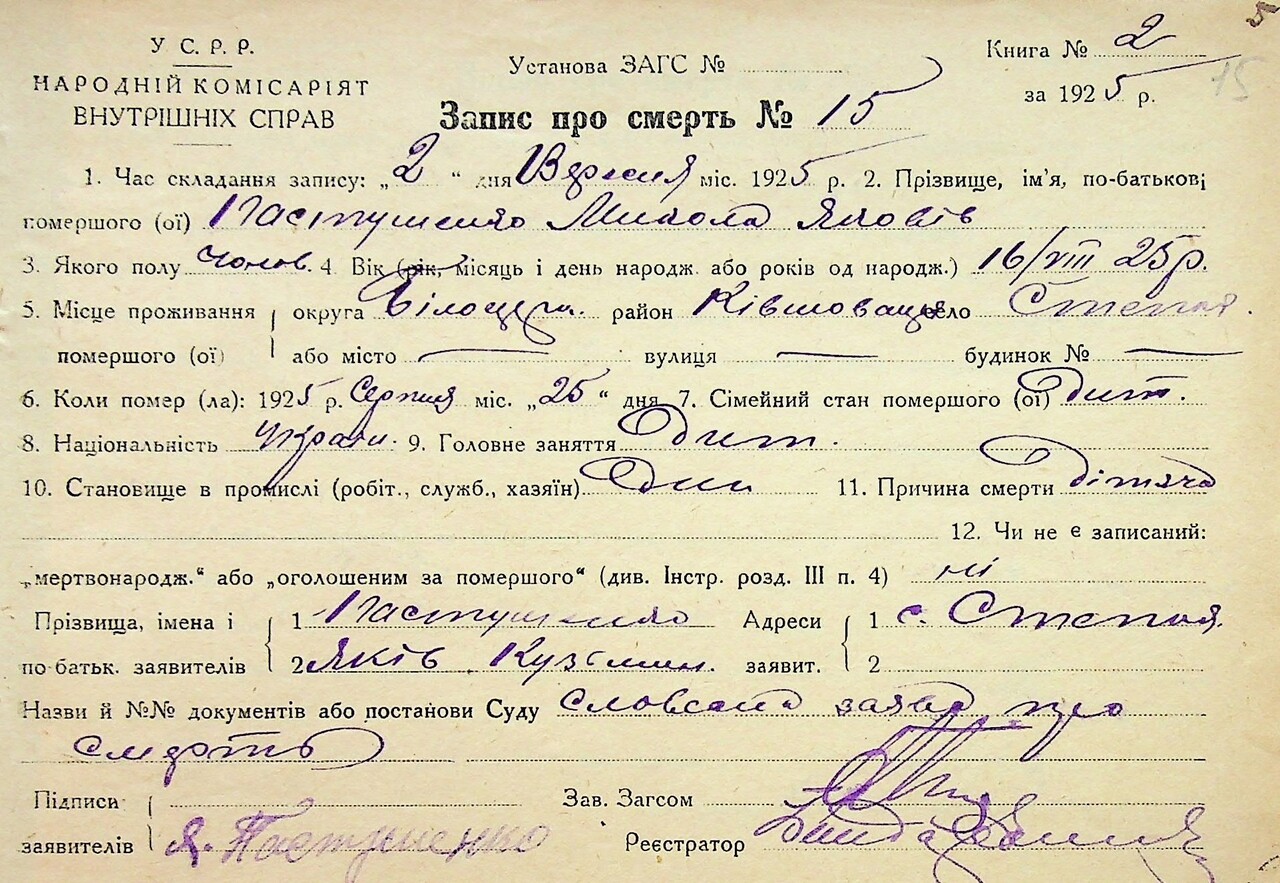 У С. Р. Р.
НАРОДНІЙ КОМІСАРІЯТ
ВНУТРІШНІХ СПРАВ
Установа ЗАГС №
Книга № 2
за 1925 р.
15
Запис про смерть № 15
1. Час складання запису: „2“ дня Вересня міс. 1925 р. 2. Прізвище, ім'я, по-батькові
помершого (ої) Пастушенко Микола Яковів
3. Якого полу чолов. 4 Вік (рік, місяць і день народж. або років од народж.) 16/VIII 25 р.
5. Місце проживання округа Білоцерк. район Ківшовацьк село Степок.
помершого (ої) або місто — вулиця — будинок № —
6. Коли помер (ла): 1925 р. Серпня міс. „25“ дня 7. Сімейний стан помершого (ої) Дит.
8. Національність Україн. 9. Головне заняття Дит.
10. Становище в промислі (робіт., служб., хазяїн). 11. Причина смерти Дітяча
12. Чи не є записаний:
„мертвонародж.“ або „оголошеним за помершого“ (див. Інстр. розд. III п. 4) ні
Прізвища, імена і 1 Пастушенко Адреси 1 с. Степок.
по батьк. заявителів 2 Яків Кузьмин. заявит. 2
Назви й №№ документів або постанови Суду словесна заява про
смерть
Підписи Зав. Загсом
заявителів Я. Пастушенко Реєстратор